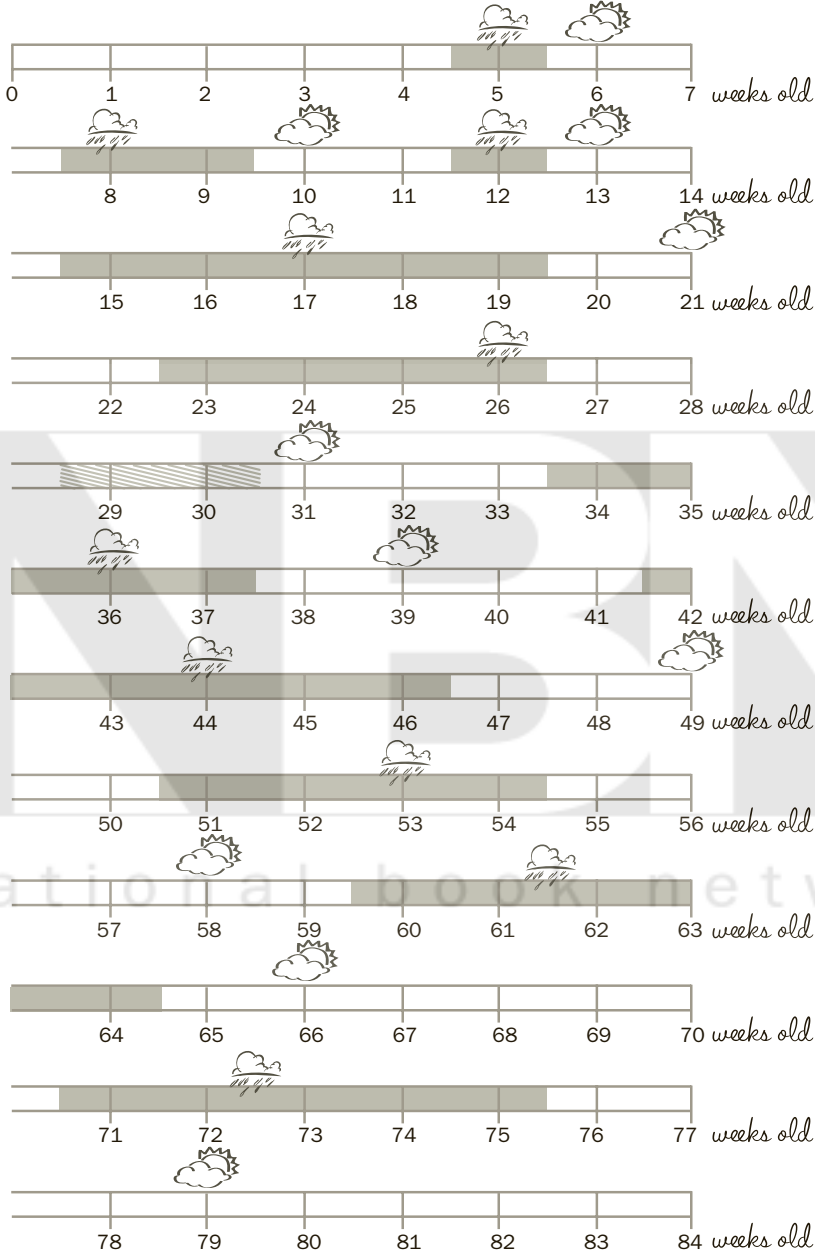 0 1 2 3 4 5 6 7 weeks old
8 9 10 11 12 13 14 weeks old
15 16 17 18 19 20 21 weeks old
22 23 24 25 26 27 28 weeks old
29 30 31 32 33 34 35 weeks old
36 37 38 39 40 41 42 weeks old
43 44 45 46 47 48 49 weeks old
50 51 52 53 54 55 56 weeks old
ational book netw
57 58 59 60 61 62 63 weeks old
64 65 66 67 68 69 70 weeks old
71 72 73 74 75 76 77 weeks old
78 79 80 81 82 83 84 weeks old